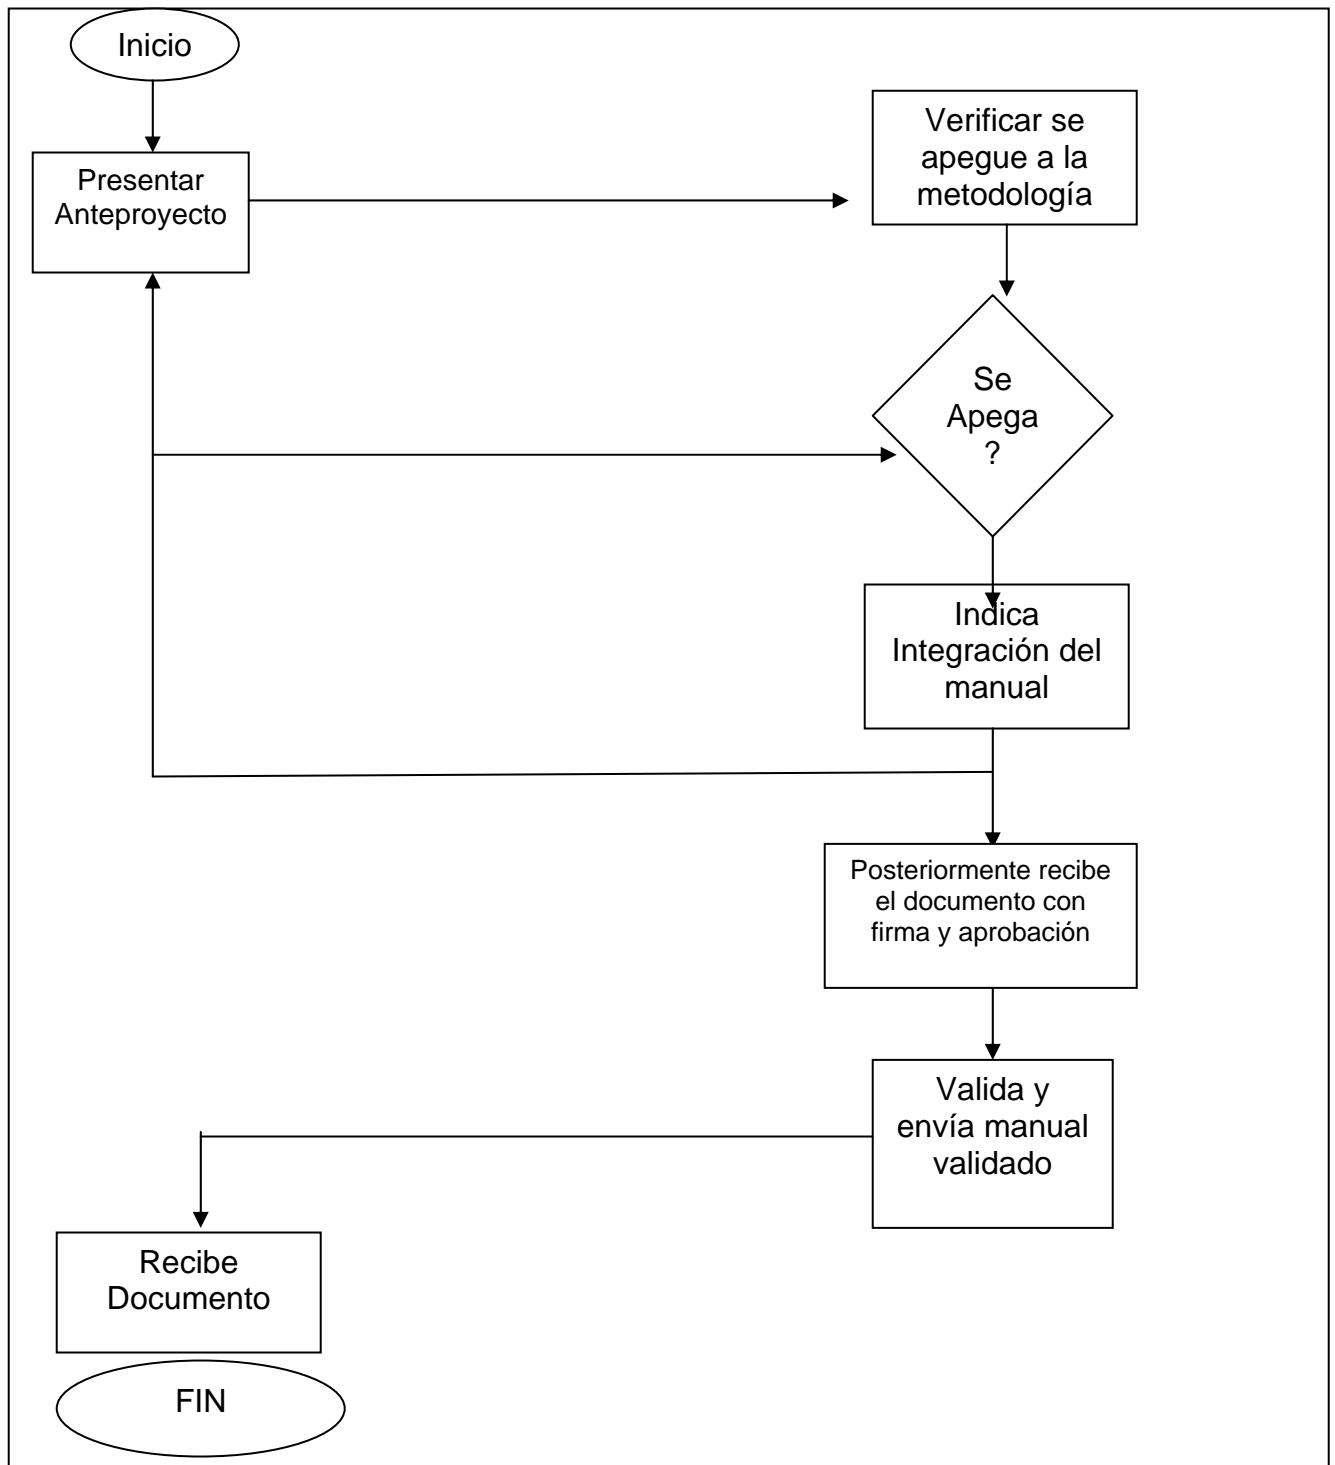 Inicio
Presentar
Anteproyecto
Verificar se
apegue a la
metodología
Se
Apega
?
Indica
Integración del
manual
Posteriormente recibe
el documento con
firma y aprobación
Valida y
envía manual
validado
Recibe
Documento
FIN